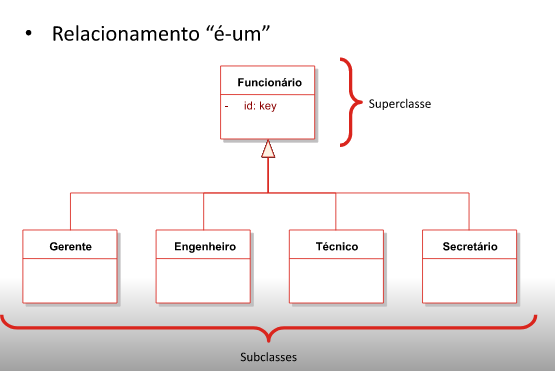 • Relacionamento “é-um”
Funcionário
- id: key
Superclasse
Gerente
Engenheiro
Técnico
Secretário
Subclasses